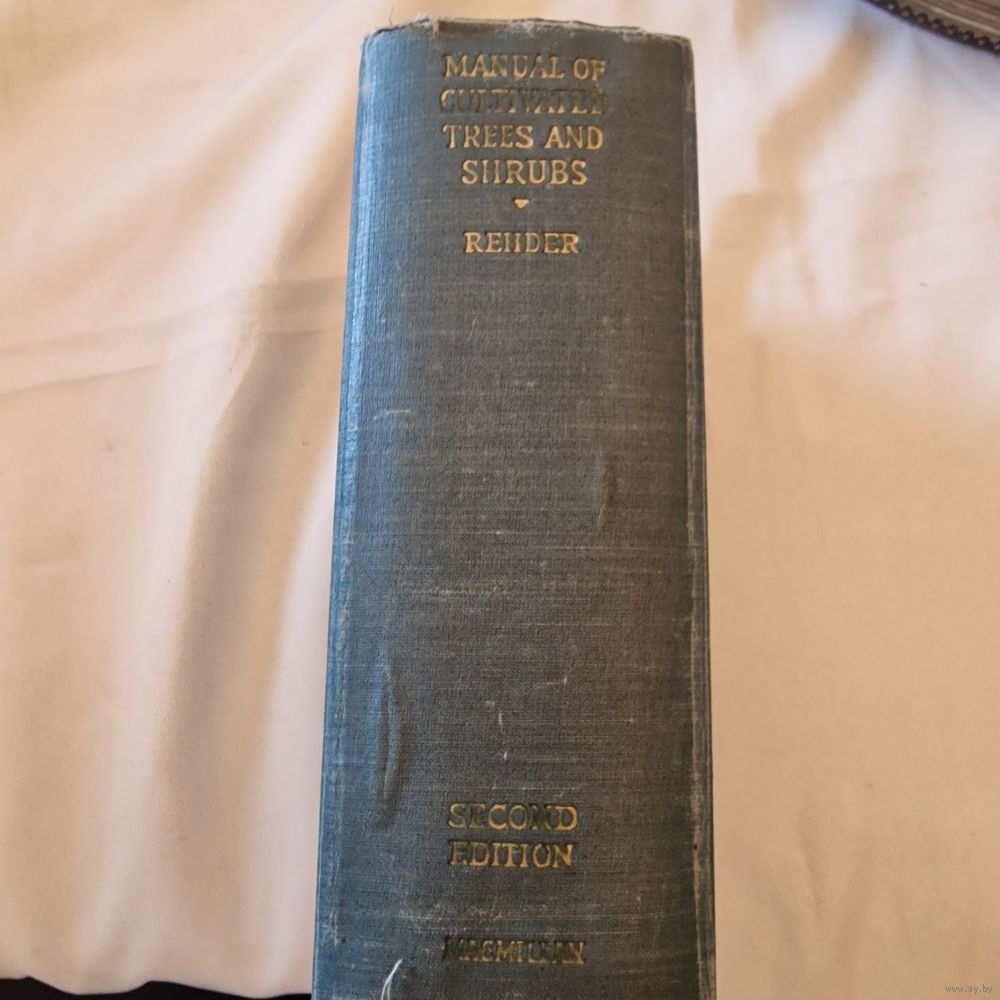 MANUAL OF
CULTIVATED
TREES AND
SHRUBS
REHDER
SECOND
EDITION
MACMILLAN
www.ay.by